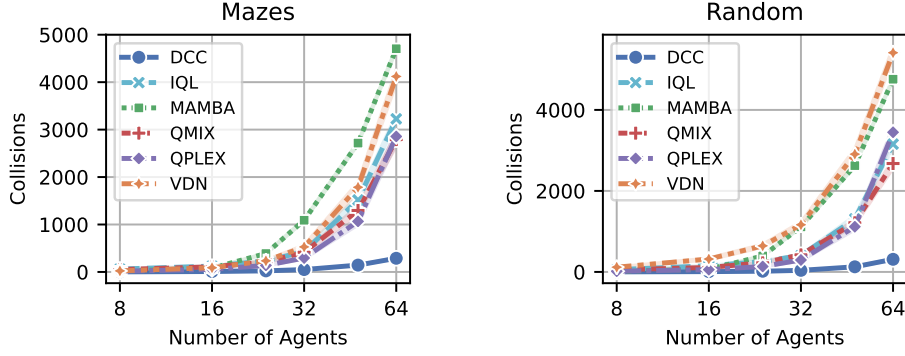 Mazes
5000
4000
3000
2000
1000
0
Collisions
DCC
IQL
MAMBA
QMIX
QPLEX
VDN
8 16 32 64
Number of Agents
Random
4000
2000
0
Collisions
DCC
IQL
MAMBA
QMIX
QPLEX
VDN
8 16 32 64
Number of Agents